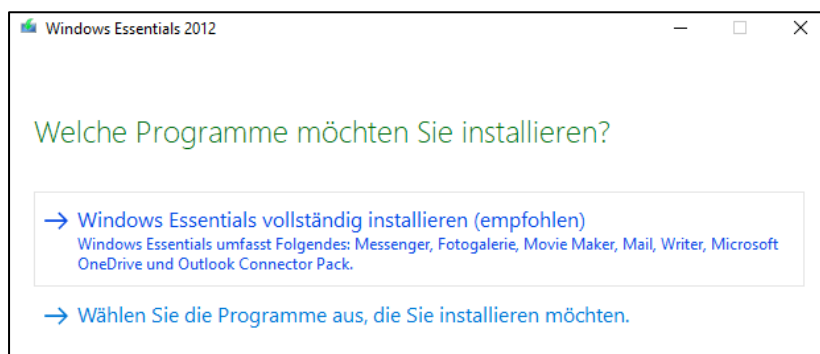 Windows Essentials 2012
Welche Programme möchten Sie installieren?
Windows Essentials vollständig installieren (empfohlen)
Windows Essentials umfasst Folgendes: Messenger, Fotogalerie, Movie Maker, Mail, Writer, Microsoft
OneDrive und Outlook Connector Pack.
Wählen Sie die Programme aus, die Sie installieren möchten.